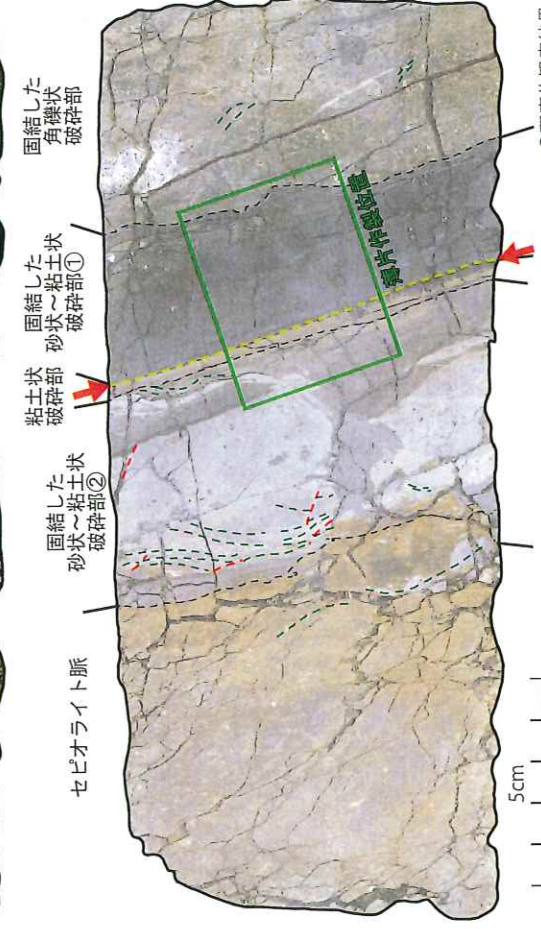 固結した
角礫状
破砕部
固結した
砂状～粘土状
破砕部①
粘土状
破砕部
固結した
砂状～粘土状
破砕部②
セピオライト脈
薄片作製位置
5cm